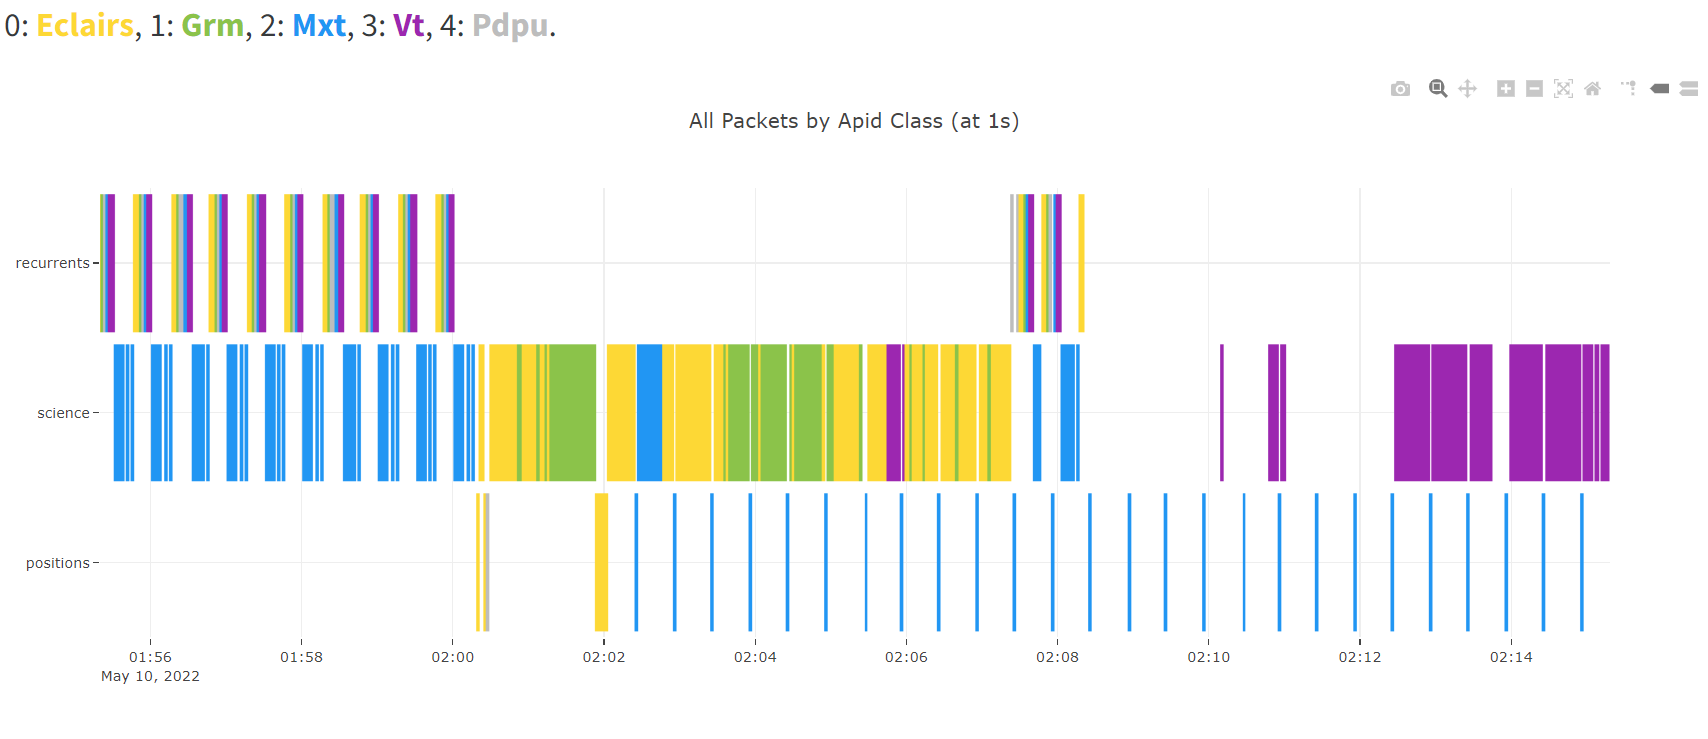 0: Eclairs, 1: Grm, 2: Mxt, 3: Vt, 4: Pdpu.
All Packets by Apid Class (at 1s)
recurrents
science
positions
01:56 01:58 02:00 02:02 02:04 02:06 02:08 02:10 02:12 02:14
May 10, 2022